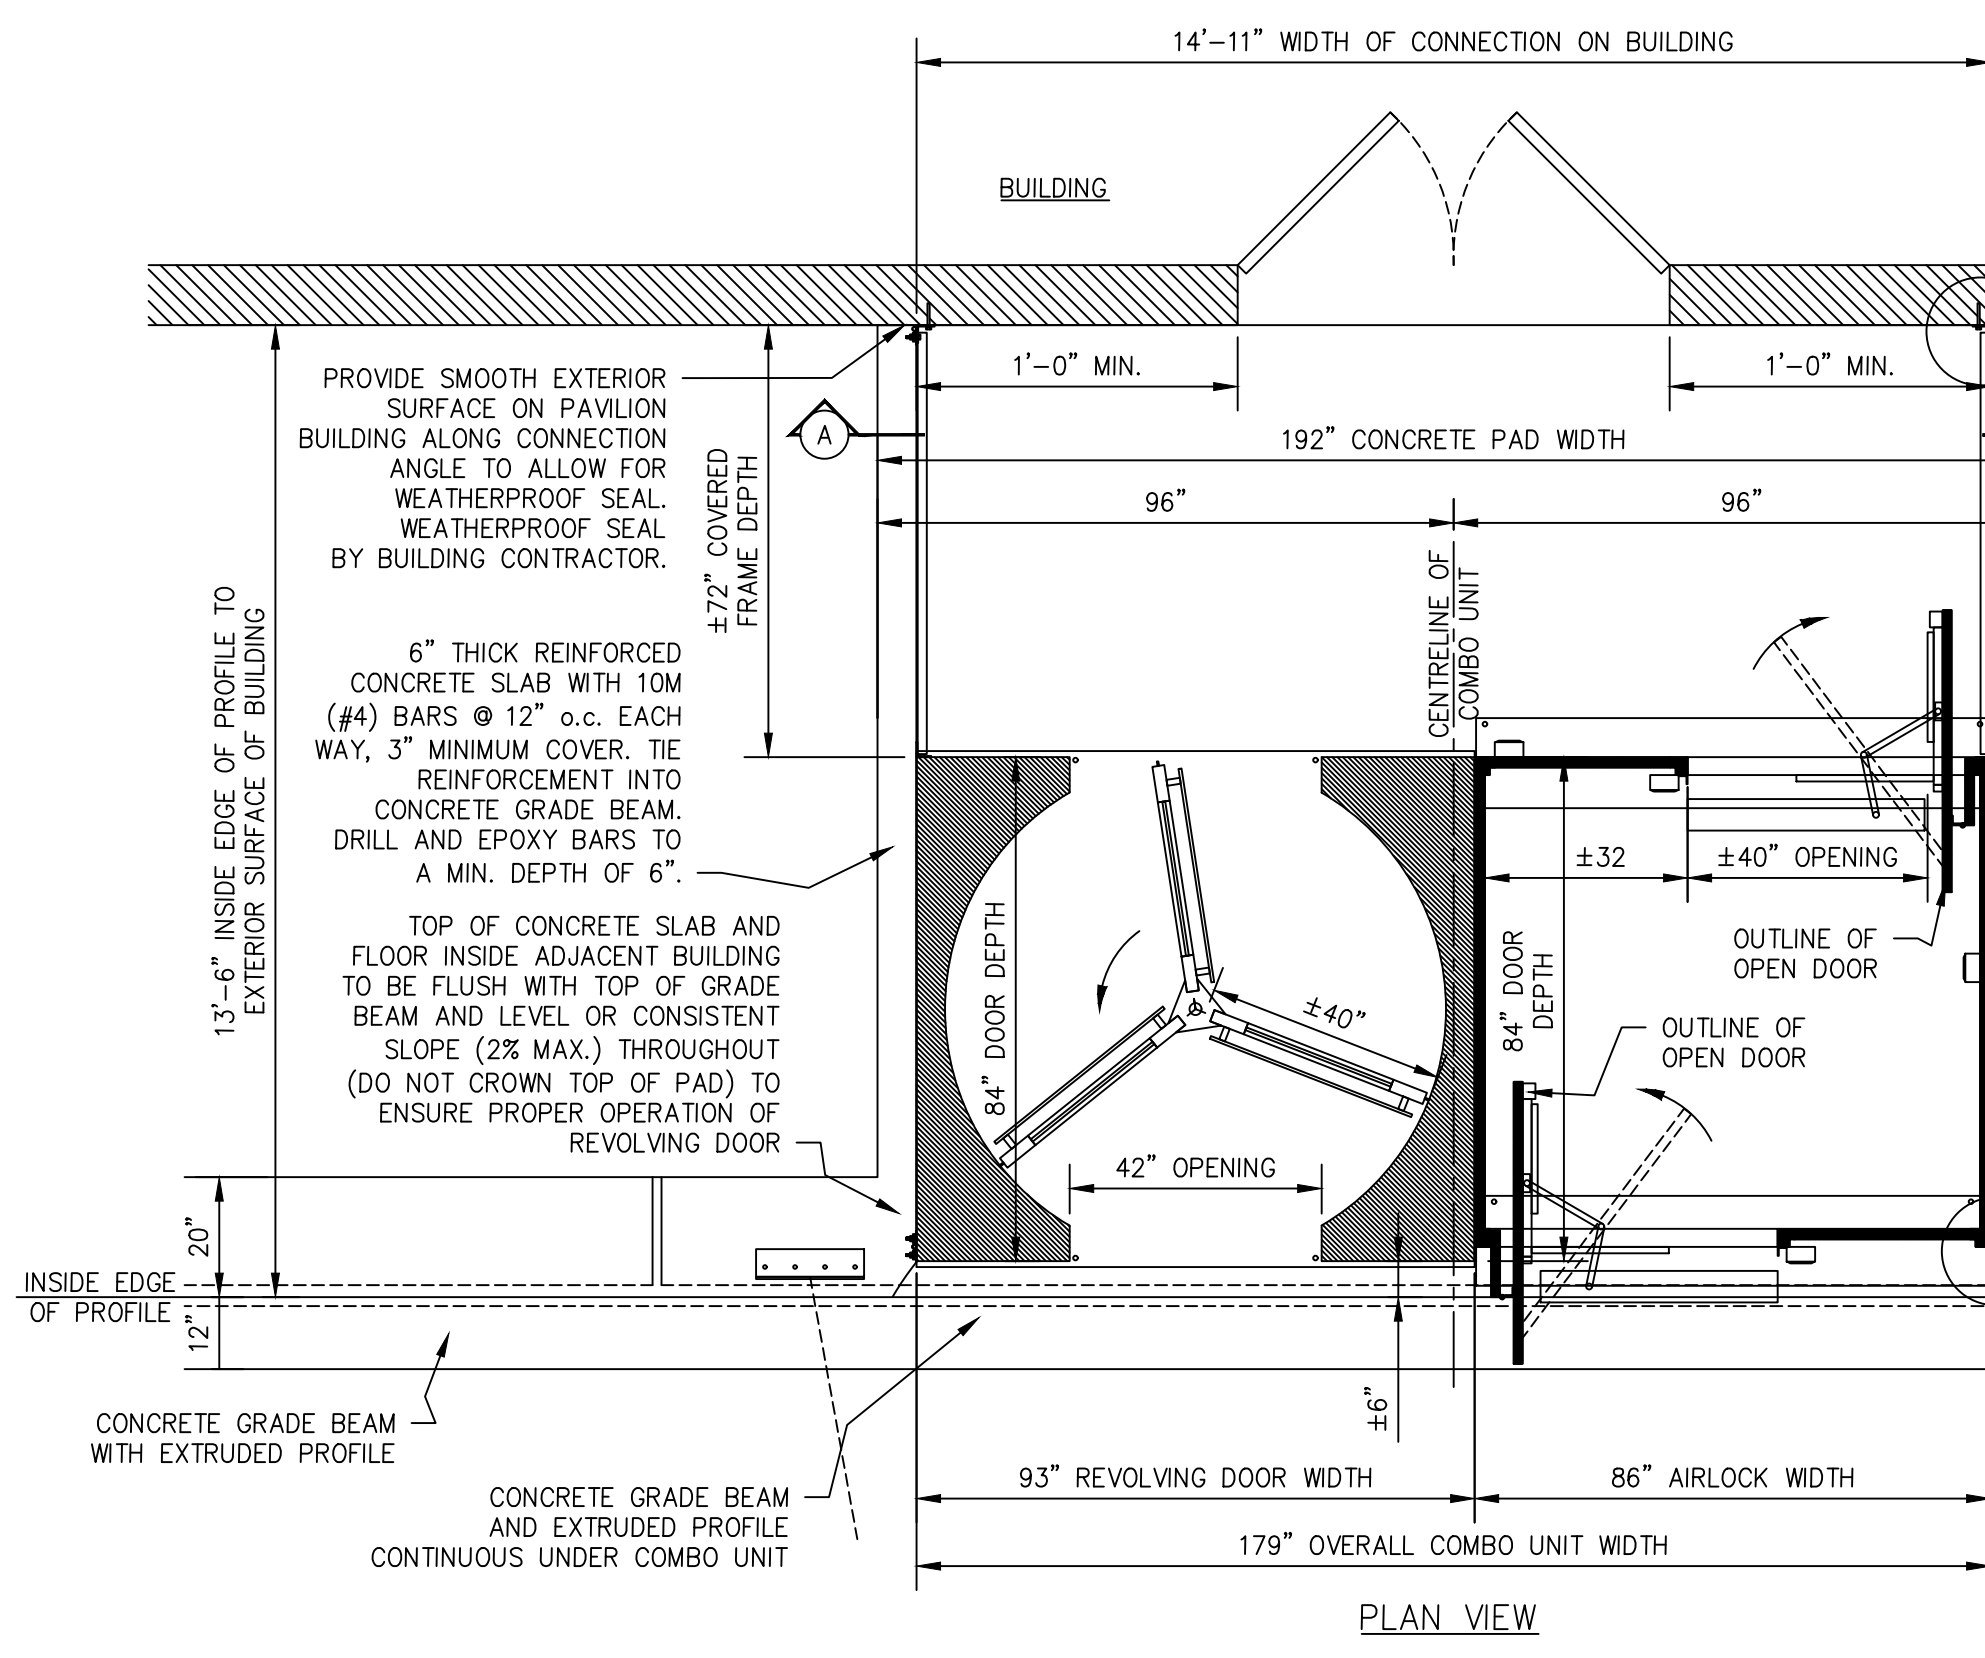 14'-11" WIDTH OF CONNECTION ON BUILDING
BUILDING
1'-0" MIN.
1'-0" MIN.
PROVIDE SMOOTH EXTERIOR
SURFACE ON PAVILION
BUILDING ALONG CONNECTION
ANGLE TO ALLOW FOR
WEATHERPROOF SEAL.
WEATHERPROOF SEAL
BY BUILDING CONTRACTOR.
A
192" CONCRETE PAD WIDTH
96"
96"
±72" COVERED
FRAME DEPTH
CENTRELINE OF
COMBO UNIT
13'-6" INSIDE EDGE OF PROFILE TO
EXTERIOR SURFACE OF BUILDING
6" THICK REINFORCED
CONCRETE SLAB WITH 10M
(#4) BARS @ 12" o.c. EACH
WAY, 3" MINIMUM COVER. TIE
REINFORCEMENT INTO
CONCRETE GRADE BEAM.
DRILL AND EPOXY BARS TO
A MIN. DEPTH OF 6".
±32
±40" OPENING
TOP OF CONCRETE SLAB AND
FLOOR INSIDE ADJACENT BUILDING
TO BE FLUSH WITH TOP OF GRADE
BEAM AND LEVEL OR CONSISTENT
SLOPE (2% MAX.) THROUGHOUT
(DO NOT CROWN TOP OF PAD) TO
ENSURE PROPER OPERATION OF
REVOLVING DOOR
84" DOOR DEPTH
±40"
84" DOOR
DEPTH
OUTLINE OF
OPEN DOOR
OUTLINE OF
OPEN DOOR
42" OPENING
20"
INSIDE EDGE
OF PROFILE
12"
±6"
CONCRETE GRADE BEAM
WITH EXTRUDED PROFILE
CONCRETE GRADE BEAM
AND EXTRUDED PROFILE
CONTINUOUS UNDER COMBO UNIT
93" REVOLVING DOOR WIDTH
86" AIRLOCK WIDTH
179" OVERALL COMBO UNIT WIDTH
PLAN VIEW